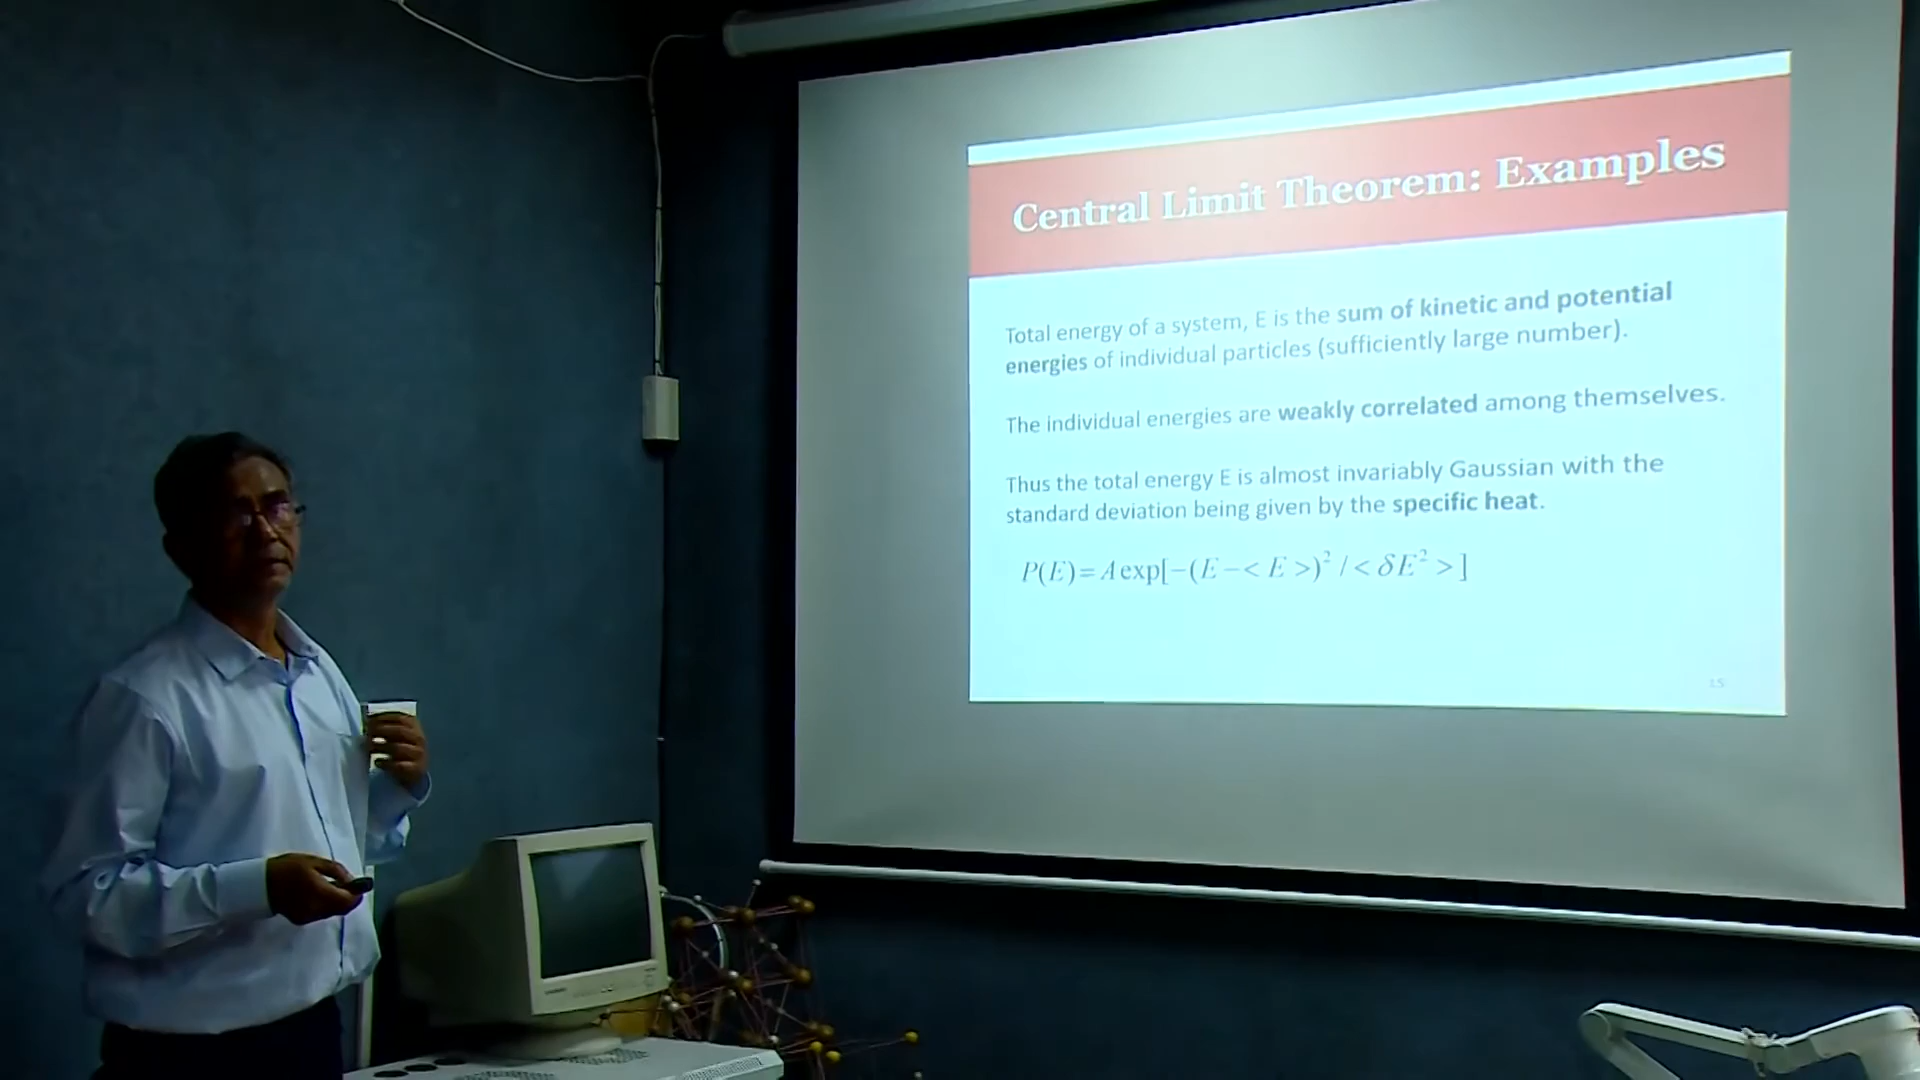 Central Limit Theorem: Examples
Total energy of a system, E is the sum of kinetic and potential
energies of individual particles (sufficiently large number).
The individual energies are weakly correlated among themselves.
Thus the total energy E is almost invariably Gaussian with the
standard deviation being given by the specific heat.
P(E)= A exp[-(E -< E >)² / < δE² > ]
15